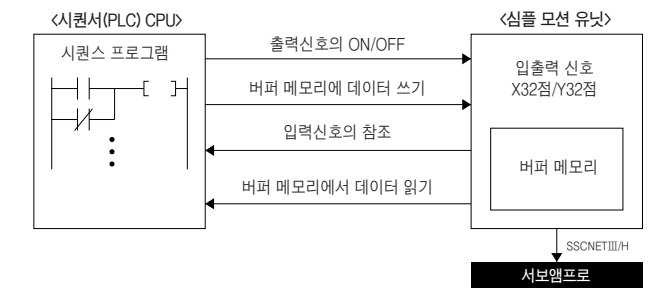 <시퀀서(PLC) CPU>
<심플 모션 유닛>
시퀀스 프로그램
출력신호의 ON/OFF
버퍼 메모리에 데이터 쓰기
입력신호의 참조
버퍼 메모리에서 데이터 읽기
입출력 신호
X32점/Y32점
버퍼 메모리
SSCNETⅢ/H
서보앰프로